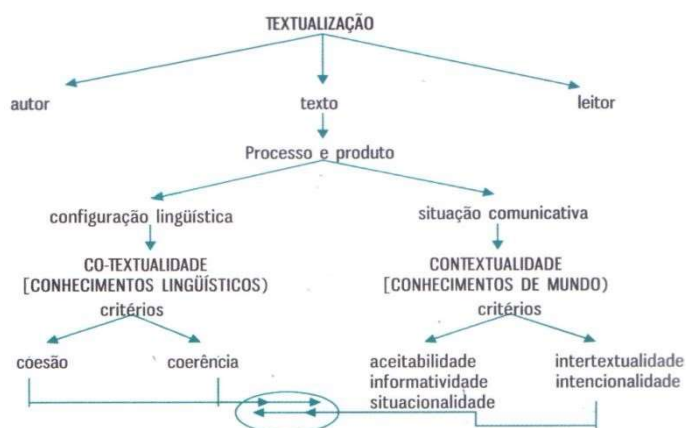 TEXTUALIZAÇÃO
autor
texto
leitor
Processo e produto
configuração lingüística
situação comunicativa
CO-TEXTUALIDADE
[CONHECIMENTOS LINGÜÍSTICOS)
critérios
CONTEXTUALIDADE
[CONHECIMENTOS DE MUNDO)
critérios
coesão
coerência
aceitabilidade
informatividade
situacionalidade
intertextualidade
intencionalidade